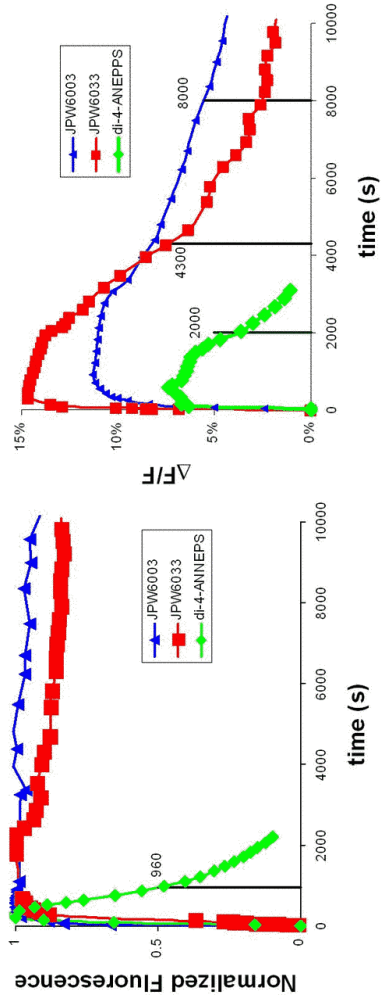 Normalized Fluorescence
1
0.5
0
960
JPW6003
JPW6033
di-4-ANNEPS
0 2000 4000 6000 8000 10000
time (s)
ΔF/F
15%
10%
5%
0%
2000
4300
8000
JPW6003
JPW6033
di-4-ANEPPS
0 2000 4000 6000 8000 10000
time (s)